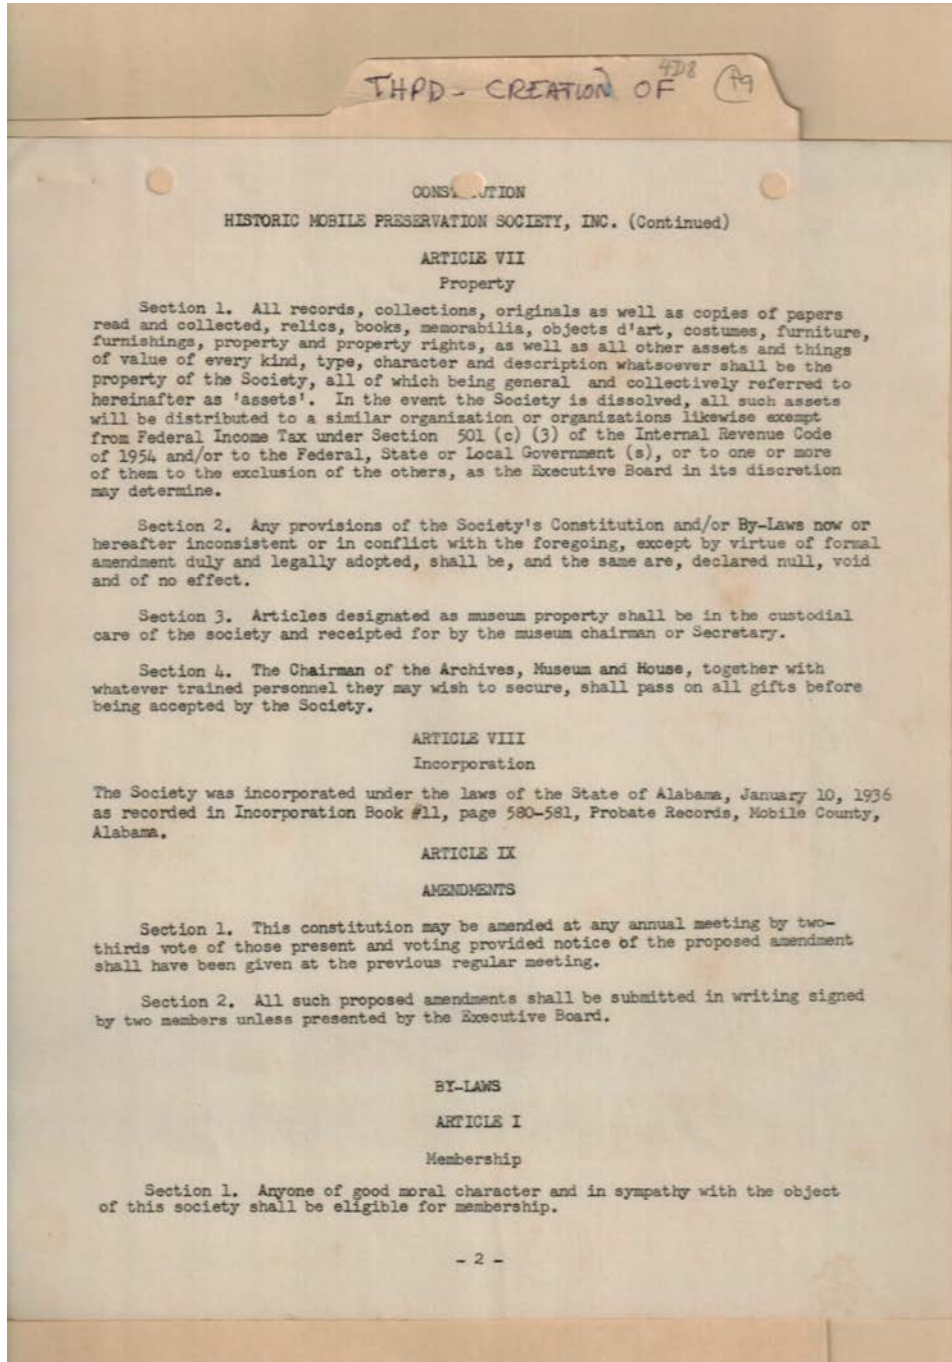 THPD - CREATION OF 4D8 
CONST UTION
HISTORIC MOBILE PRESERVATION SOCIETY, INC. (Continued)
ARTICLE VII
Property
Section 1. All records, collections, originals as well as copies of papers
read and collected, relics, books, memorabilia, objects d'art, costumes, furniture,
furnishings, property and property rights, as well as all other assets and things
of value of every kind, type, character and description whatsoever shall be the
property of the Society, all of which being general and collectively referred to
hereinafter as 'assets'. In the event the Society is dissolved, all such assets
will be distributed to a similar organization or organizations likewise exempt
from Federal Income Tax under Section 501 (c) (3) of the Internal Revenue Code
of 1954 and/or to the Federal, State or Local Government (s), or to one or more
of them to the exclusion of the others, as the Executive Board in its discretion
may determine.
Section 2. Any provisions of the Society's Constitution and/or By-Laws now or
hereafter inconsistent or in conflict with the foregoing, except by virtue of formal
amendment duly and legally adopted, shall be, and the same are, declared null, void
and of no effect.
Section 3. Articles designated as museum property shall be in the custodial
care of the society and receipted for by the museum chairman or Secretary.
Section 4. The Chairman of the Archives, Museum and House, together with
whatever trained personnel they may wish to secure, shall pass on all gifts before
being accepted by the Society.
ARTICLE VIII
Incorporation
The Society was incorporated under the laws of the State of Alabama, January 10, 1936
as recorded in Incorporation Book #11, page 580-581, Probate Records, Mobile County,
Alabama.
ARTICLE IX
AMENDMENTS
Section 1. This constitution may be amended at any annual meeting by two-
thirds vote of those present and voting provided notice of the proposed amendment
shall have been given at the previous regular meeting.
Section 2. All such proposed amendments shall be submitted in writing signed
by two members unless presented by the Executive Board.
BY-LAWS
ARTICLE I
Membership
Section 1. Anyone of good moral character and in sympathy with the object
of this society shall be eligible for membership.
- 2 -